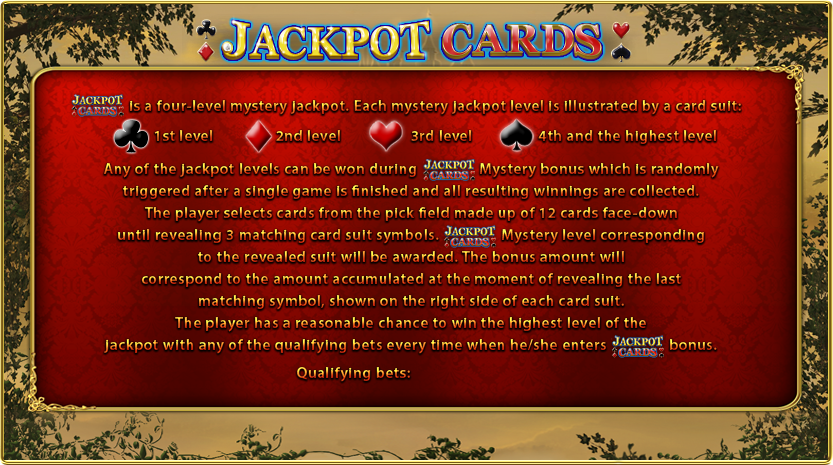 JACKPOT CARDS
JACKPOT CARDS is a four-level mystery jackpot. Each mystery jackpot level is illustrated by a card suit:
1st level 2nd level 3rd level 4th and the highest level
Any of the jackpot levels can be won during JACKPOT CARDS Mystery bonus which is randomly
triggered after a single game is finished and all resulting winnings are collected.
The player selects cards from the pick field made up of 12 cards face-down
until revealing 3 matching card suit symbols. JACKPOT CARDS Mystery level corresponding
to the revealed suit will be awarded. The bonus amount will
correspond to the amount accumulated at the moment of revealing the last
matching symbol, shown on the right side of each card suit.
The player has a reasonable chance to win the highest level of the
jackpot with any of the qualifying bets every time when he/she enters JACKPOT CARDS bonus.
Qualifying bets: